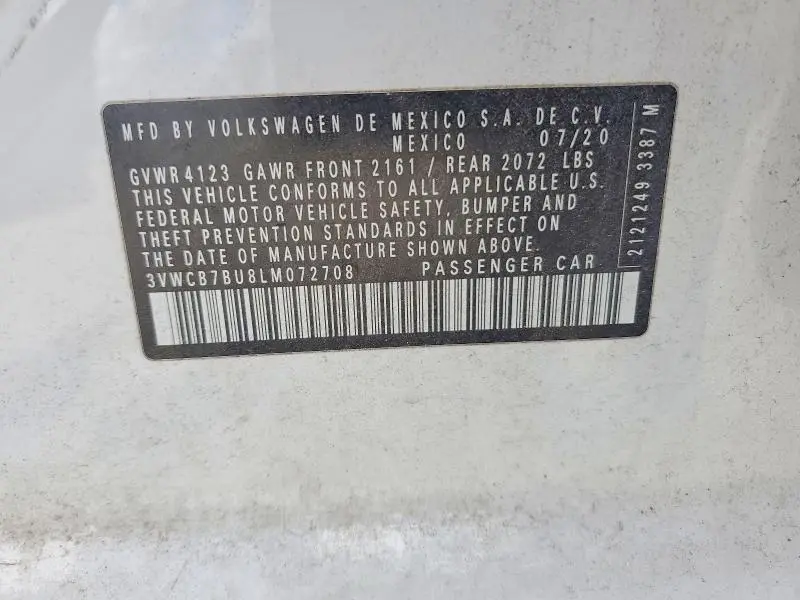 MFD BY VOLKSWAGEN DE MEXICO S.A. DE C.V.
MEXICO 07/20
GVWR 4123 GAWR FRONT 2161 / REAR 2072 LBS
THIS VEHICLE CONFORMS TO ALL APPLICABLE U.S.
FEDERAL MOTOR VEHICLE SAFETY, BUMPER AND
THEFT PREVENTION STANDARDS IN EFFECT ON
THE DATE OF MANUFACTURE SHOWN ABOVE.
3VWCB7BU8LM072708 PASSENGER CAR
2121249 3387 M